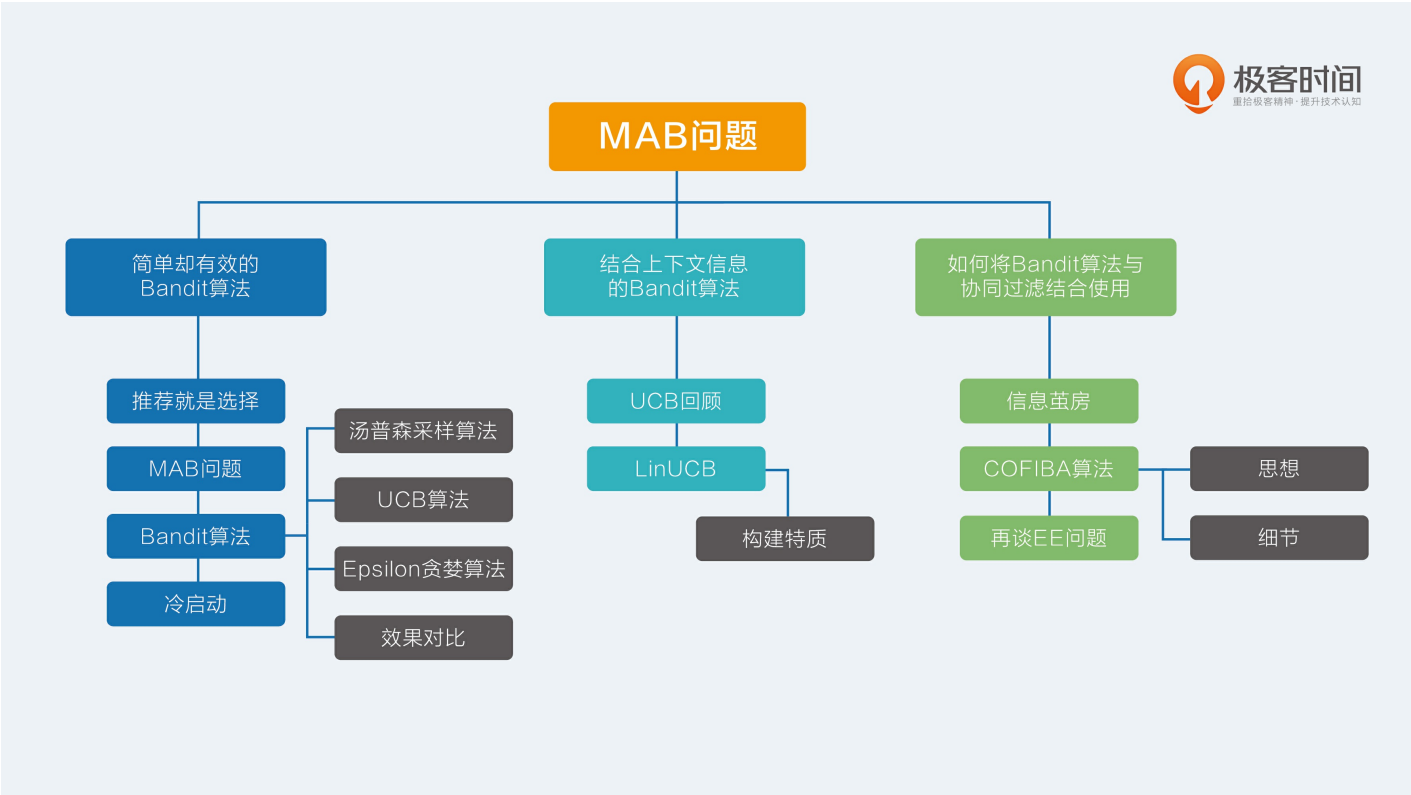 极客时间
重拾极客精神·提升技术认知
MAB问题
简单却有效的
Bandit算法
结合上下文信息
的Bandit算法
如何将Bandit算法与
协同过滤结合使用
推荐就是选择
MAB问题
Bandit算法
冷启动
汤普森采样算法
UCB算法
Epsilon贪婪算法
效果对比
UCB回顾
LinUCB
构建特质
信息茧房
COFIBA算法
再谈EE问题
思想
细节